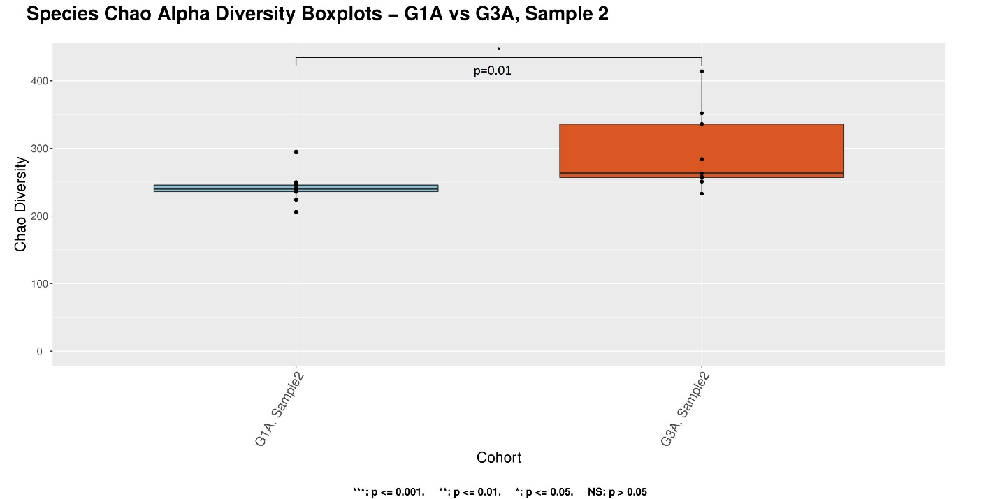 Species Chao Alpha Diversity Boxplots – G1A vs G3A, Sample 2
*
p=0.01
400
300
200
100
0
Chao Diversity
G1A, Sample2
G3A, Sample2
Cohort
***: p <= 0.001. **: p <= 0.01. *: p <= 0.05. NS: p > 0.05